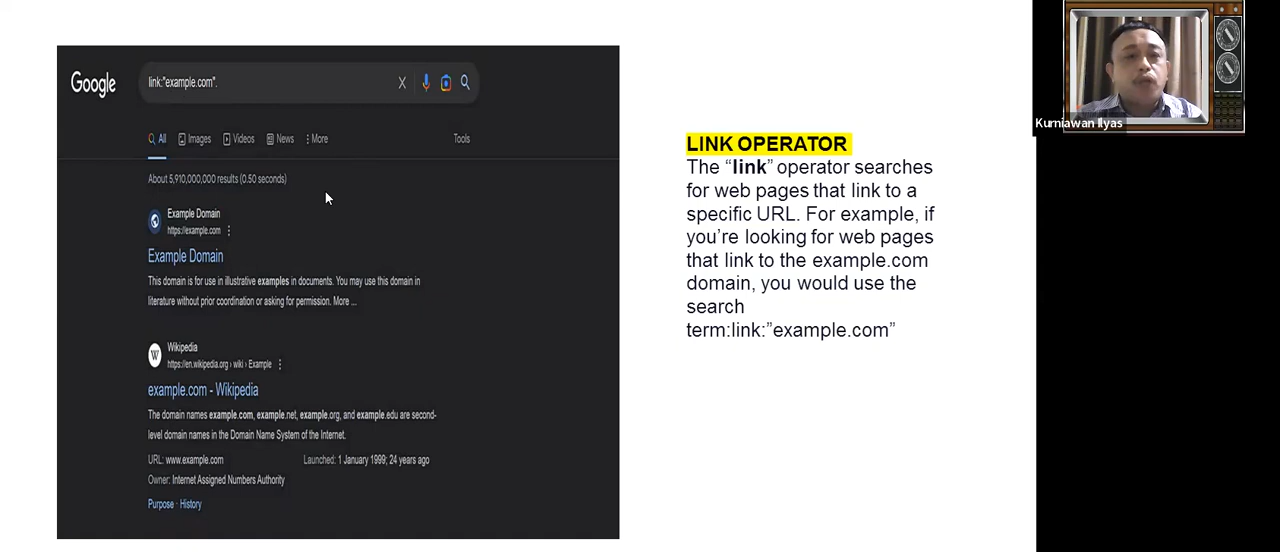 Google
link:"example.com".
All Images Videos News More Tools
About 5,910,000,000 results (0.50 seconds)
Example Domain
https://example.com
Example Domain
This domain is for use in illustrative examples in documents. You may use this domain in
literature without prior coordination or asking for permission. More ...
W
Wikipedia
https://en.wikipedia.org › wiki › Example
example.com - Wikipedia
The domain names example.com, example.net, example.org, and example.edu are second-
level domain names in the Domain Name System of the Internet.
URL: www.example.com Launched: 1 January 1999; 24 years ago
Owner: Internet Assigned Numbers Authority
Purpose · History
LINK OPERATOR
The “link” operator searches
for web pages that link to a
specific URL. For example, if
you’re looking for web pages
that link to the example.com
domain, you would use the
search
term:link:”example.com”
Kurniawan Ilyas